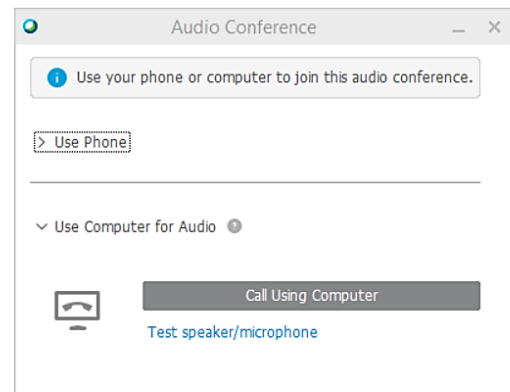 Audio Conference
Use your phone or computer to join this audio conference.
Use Phone
Use Computer for Audio
Call Using Computer
Test speaker/microphone